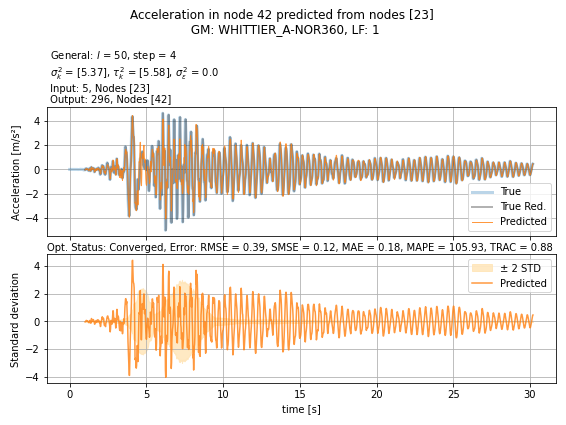 Acceleration in node 42 predicted from nodes [23]
GM: WHITTIER_A-NOR360, LF: 1
General: l = 50, step = 4
σ²_k = [5.37], τ²_k = [5.58], σ²_ε = 0.0
Input: 5, Nodes [23]
Output: 296, Nodes [42]
Acceleration [m/s²]
4
2
0
−2
−4
True
True Red.
Predicted
Opt. Status: Converged, Error: RMSE = 0.39, SMSE = 0.12, MAE = 0.18, MAPE = 105.93, TRAC = 0.88
Standard deviation
4
2
0
−2
−4
± 2 STD
Predicted
0 5 10 15 20 25 30
time [s]